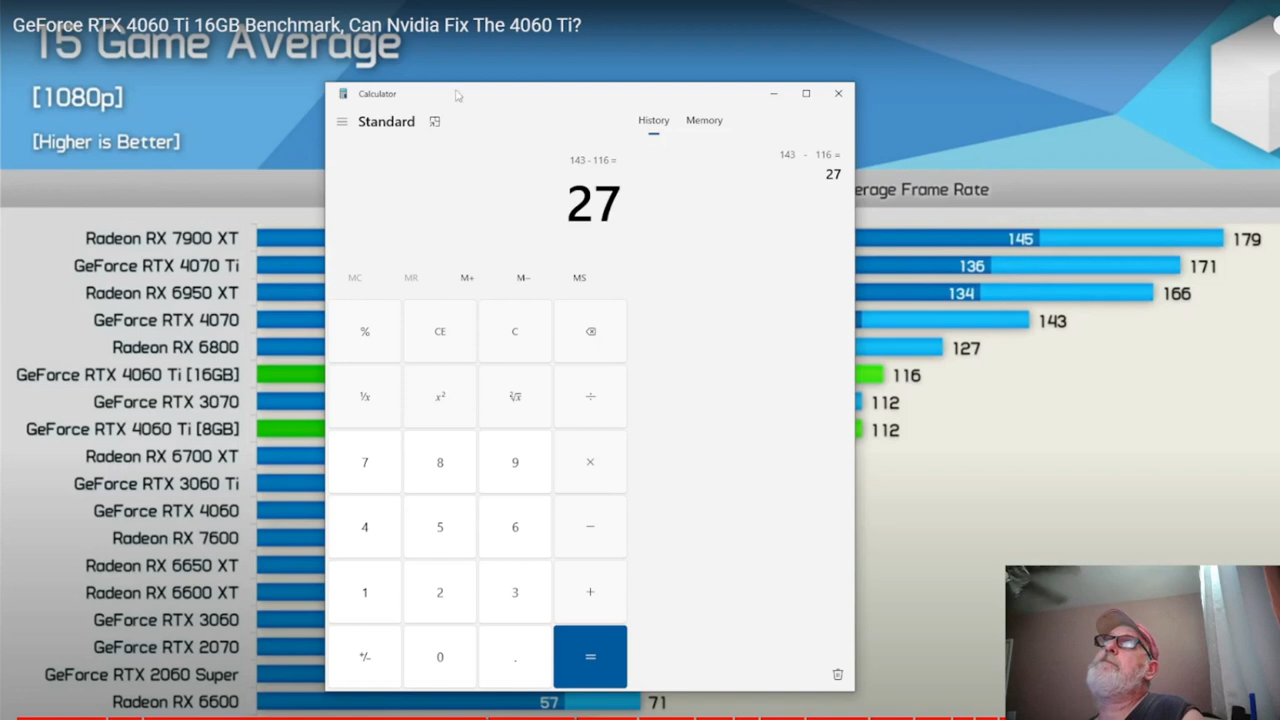 GeForce RTX 4060 Ti 16GB Benchmark, Can Nvidia Fix The 4060 Ti?
15 Game Average
[1080p]
[Higher is Better]
Calculator
Standard
History Memory
143 - 116 =
27
143 - 116 =
27
MC MR M+ M- MS
% CE C
⅟x x² ²√x ÷
7 8 9 ×
4 5 6 −
1 2 3 +
+/− 0 . =
erage Frame Rate
Radeon RX 7900 XT 145 179
GeForce RTX 4070 Ti 136 171
Radeon RX 6950 XT 134 166
GeForce RTX 4070 143
Radeon RX 6800 127
GeForce RTX 4060 Ti [16GB] 116
GeForce RTX 3070 112
GeForce RTX 4060 Ti [8GB] 112
Radeon RX 6700 XT
GeForce RTX 3060 Ti
GeForce RTX 4060
Radeon RX 7600
Radeon RX 6650 XT
Radeon RX 6600 XT
GeForce RTX 3060
GeForce RTX 2070
GeForce RTX 2060 Super
Radeon RX 6600 57 71